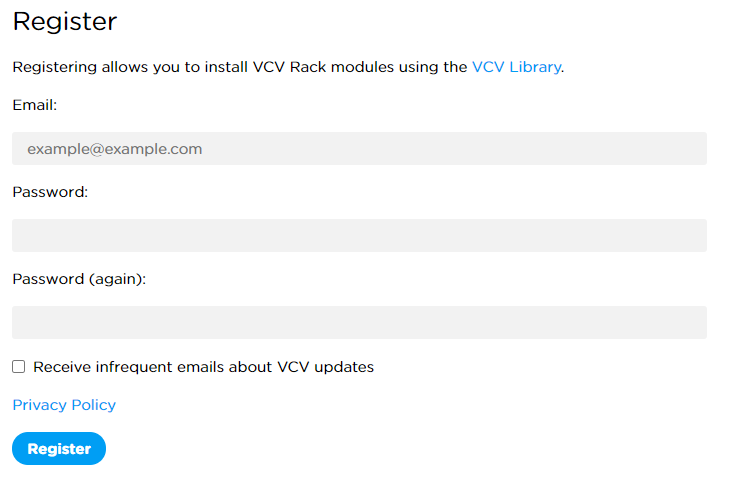 Register
Registering allows you to install VCV Rack modules using the VCV Library.
Email:
example@example.com
Password:
Password (again):
Receive infrequent emails about VCV updates
Privacy Policy
Register